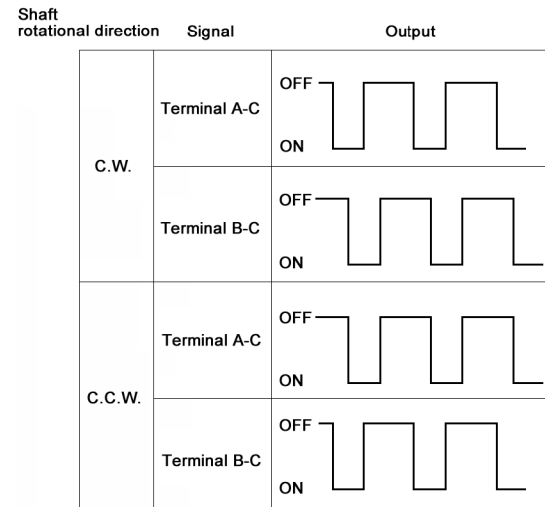 Shaft
rotational direction Signal Output
OFF
Terminal A-C
ON
C.W.
OFF
Terminal B-C
ON
OFF
Terminal A-C
ON
C.C.W.
OFF
Terminal B-C
ON